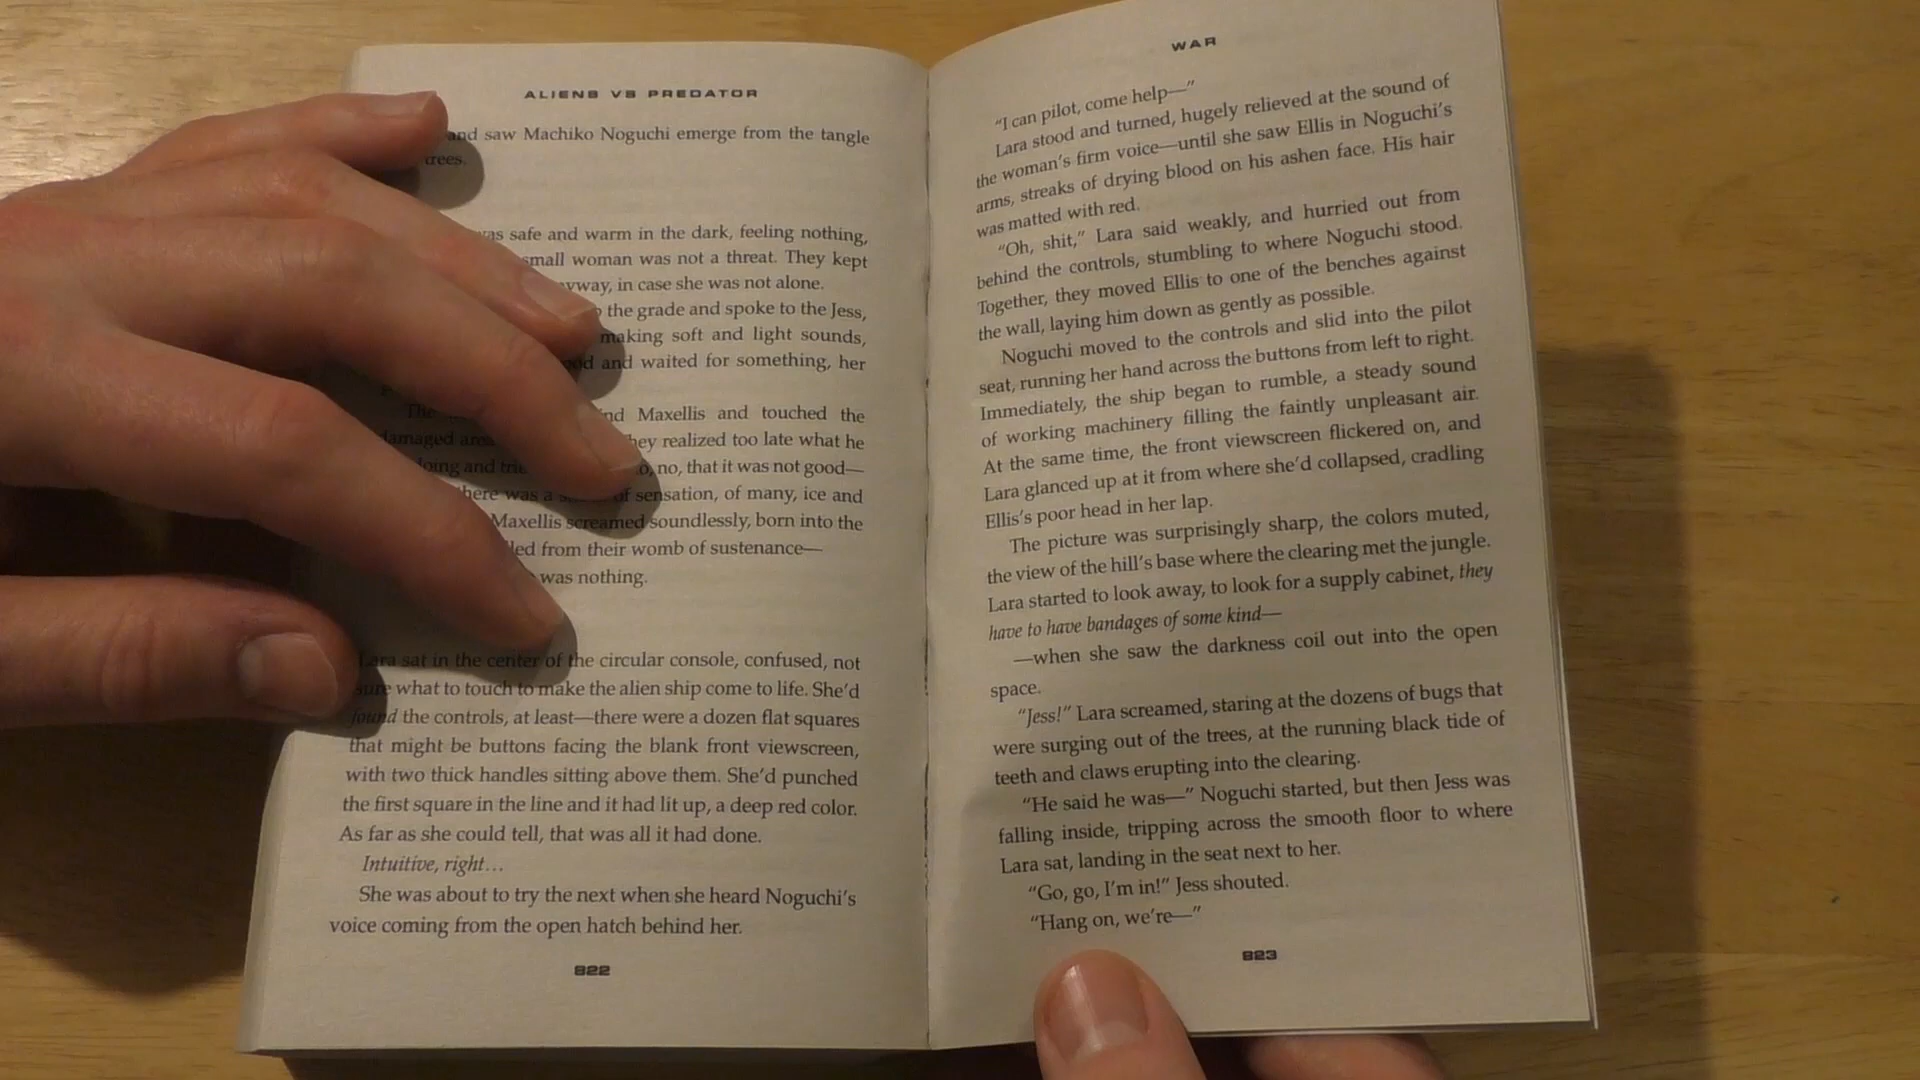 ALIENS VS PREDATOR
and saw Machiko Noguchi emerge from the tangle
trees.
was safe and warm in the dark, feeling nothing,
small woman was not a threat. They kept
in case she was not alone.
the grade and spoke to the Jess,
making soft and light sounds,
and waited for something, her
Maxellis and touched the
damaged
they realized too late what he
doing and
no, that it was not good—
there was a of sensation, of many, ice and
Maxellis screamed soundlessly, born into the
from their womb of sustenance—
was nothing.
Lara sat in the center of the circular console, confused, not
sure what to touch to make the alien ship come to life. She'd
found the controls, at least—there were a dozen flat squares
that might be buttons facing the blank front viewscreen,
with two thick handles sitting above them. She'd punched
the first square in the line and it had lit up, a deep red color.
As far as she could tell, that was all it had done.
Intuitive, right…
She was about to try the next when she heard Noguchi's
voice coming from the open hatch behind her.
822
WAR
“I can pilot, come help—”
Lara stood and turned, hugely relieved at the sound of
the woman's firm voice—until she saw Ellis in Noguchi's
arms, streaks of drying blood on his ashen face. His hair
was matted with red.
“Oh, shit,” Lara said weakly, and hurried out from
behind the controls, stumbling to where Noguchi stood.
Together, they moved Ellis to one of the benches against
the wall, laying him down as gently as possible.
Noguchi moved to the controls and slid into the pilot
seat, running her hand across the buttons from left to right.
Immediately, the ship began to rumble, a steady sound
of working machinery filling the faintly unpleasant air.
At the same time, the front viewscreen flickered on, and
Lara glanced up at it from where she'd collapsed, cradling
Ellis's poor head in her lap.
The picture was surprisingly sharp, the colors muted,
the view of the hill's base where the clearing met the jungle.
Lara started to look away, to look for a supply cabinet, they
have to have bandages of some kind—
—when she saw the darkness coil out into the open
space.
“Jess!” Lara screamed, staring at the dozens of bugs that
were surging out of the trees, at the running black tide of
teeth and claws erupting into the clearing.
“He said he was—” Noguchi started, but then Jess was
falling inside, tripping across the smooth floor to where
Lara sat, landing in the seat next to her.
“Go, go, I'm in!” Jess shouted.
“Hang on, we're—”
823